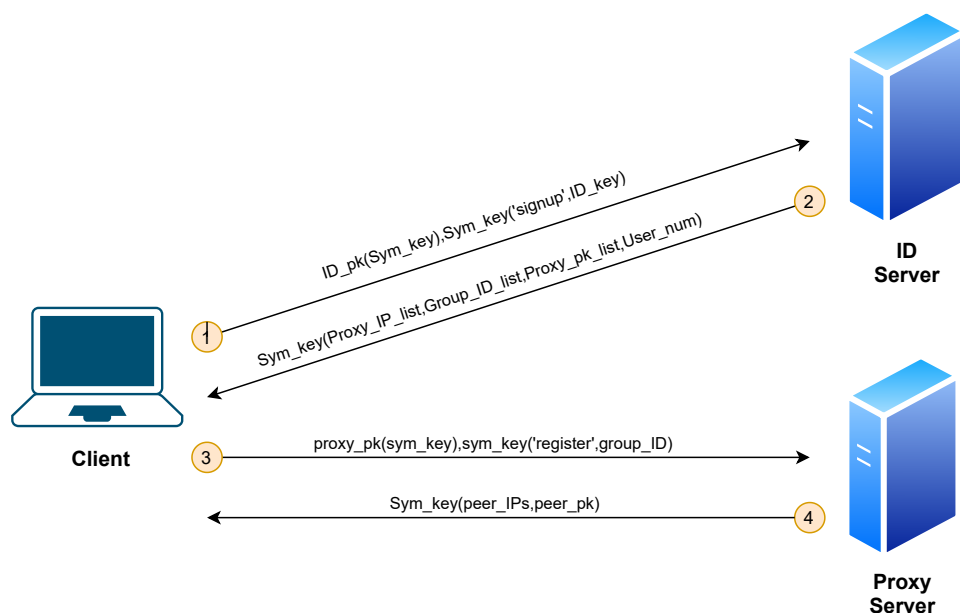 ID_pk(Sym_key),Sym_key('signup',ID_key)
2
ID
Server
Sym_key(Proxy_IP_list,Group_ID_list,Proxy_pk_list,User_num)
1
Client
3
proxy_pk(sym_key),sym_key('register',group_ID)
Sym_key(peer_IPs,peer_pk)
4
Proxy
Server